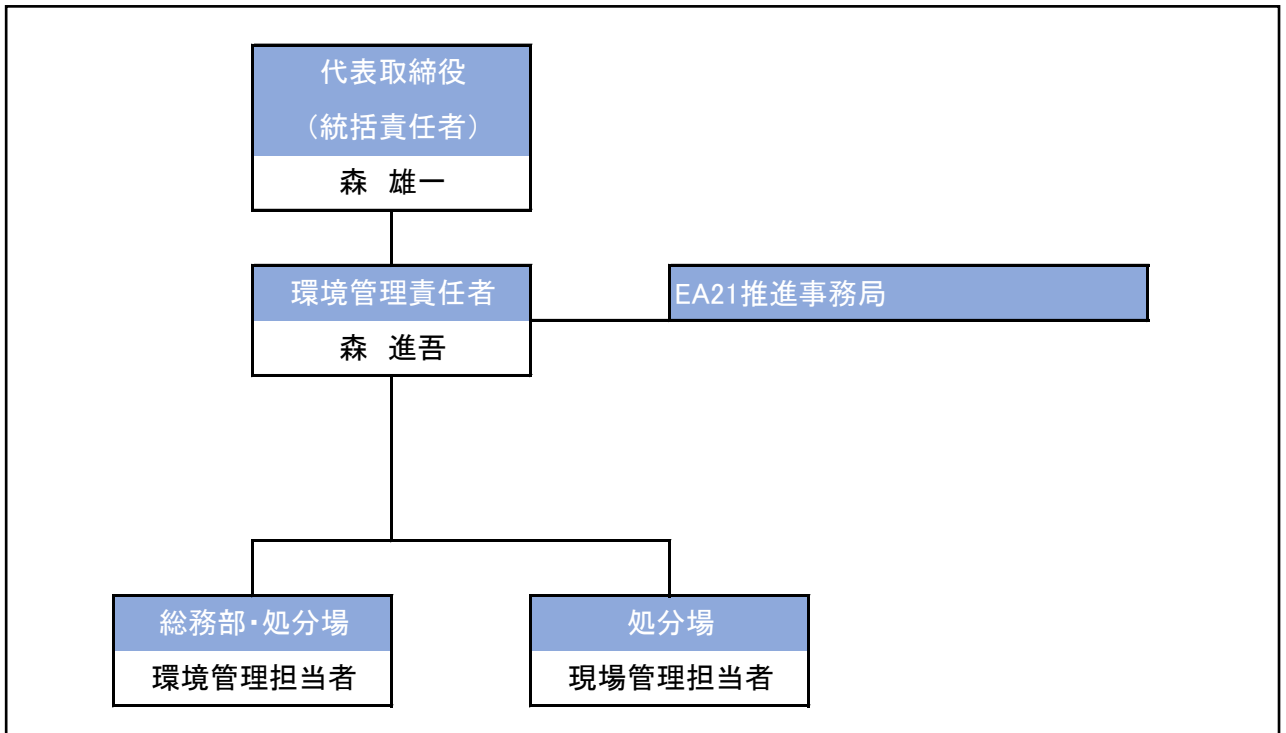 代表取締役
（統括責任者）
森　雄一
環境管理責任者
EA21推進事務局
森　進吾
総務部・処分場
処分場
環境管理担当者
現場管理担当者